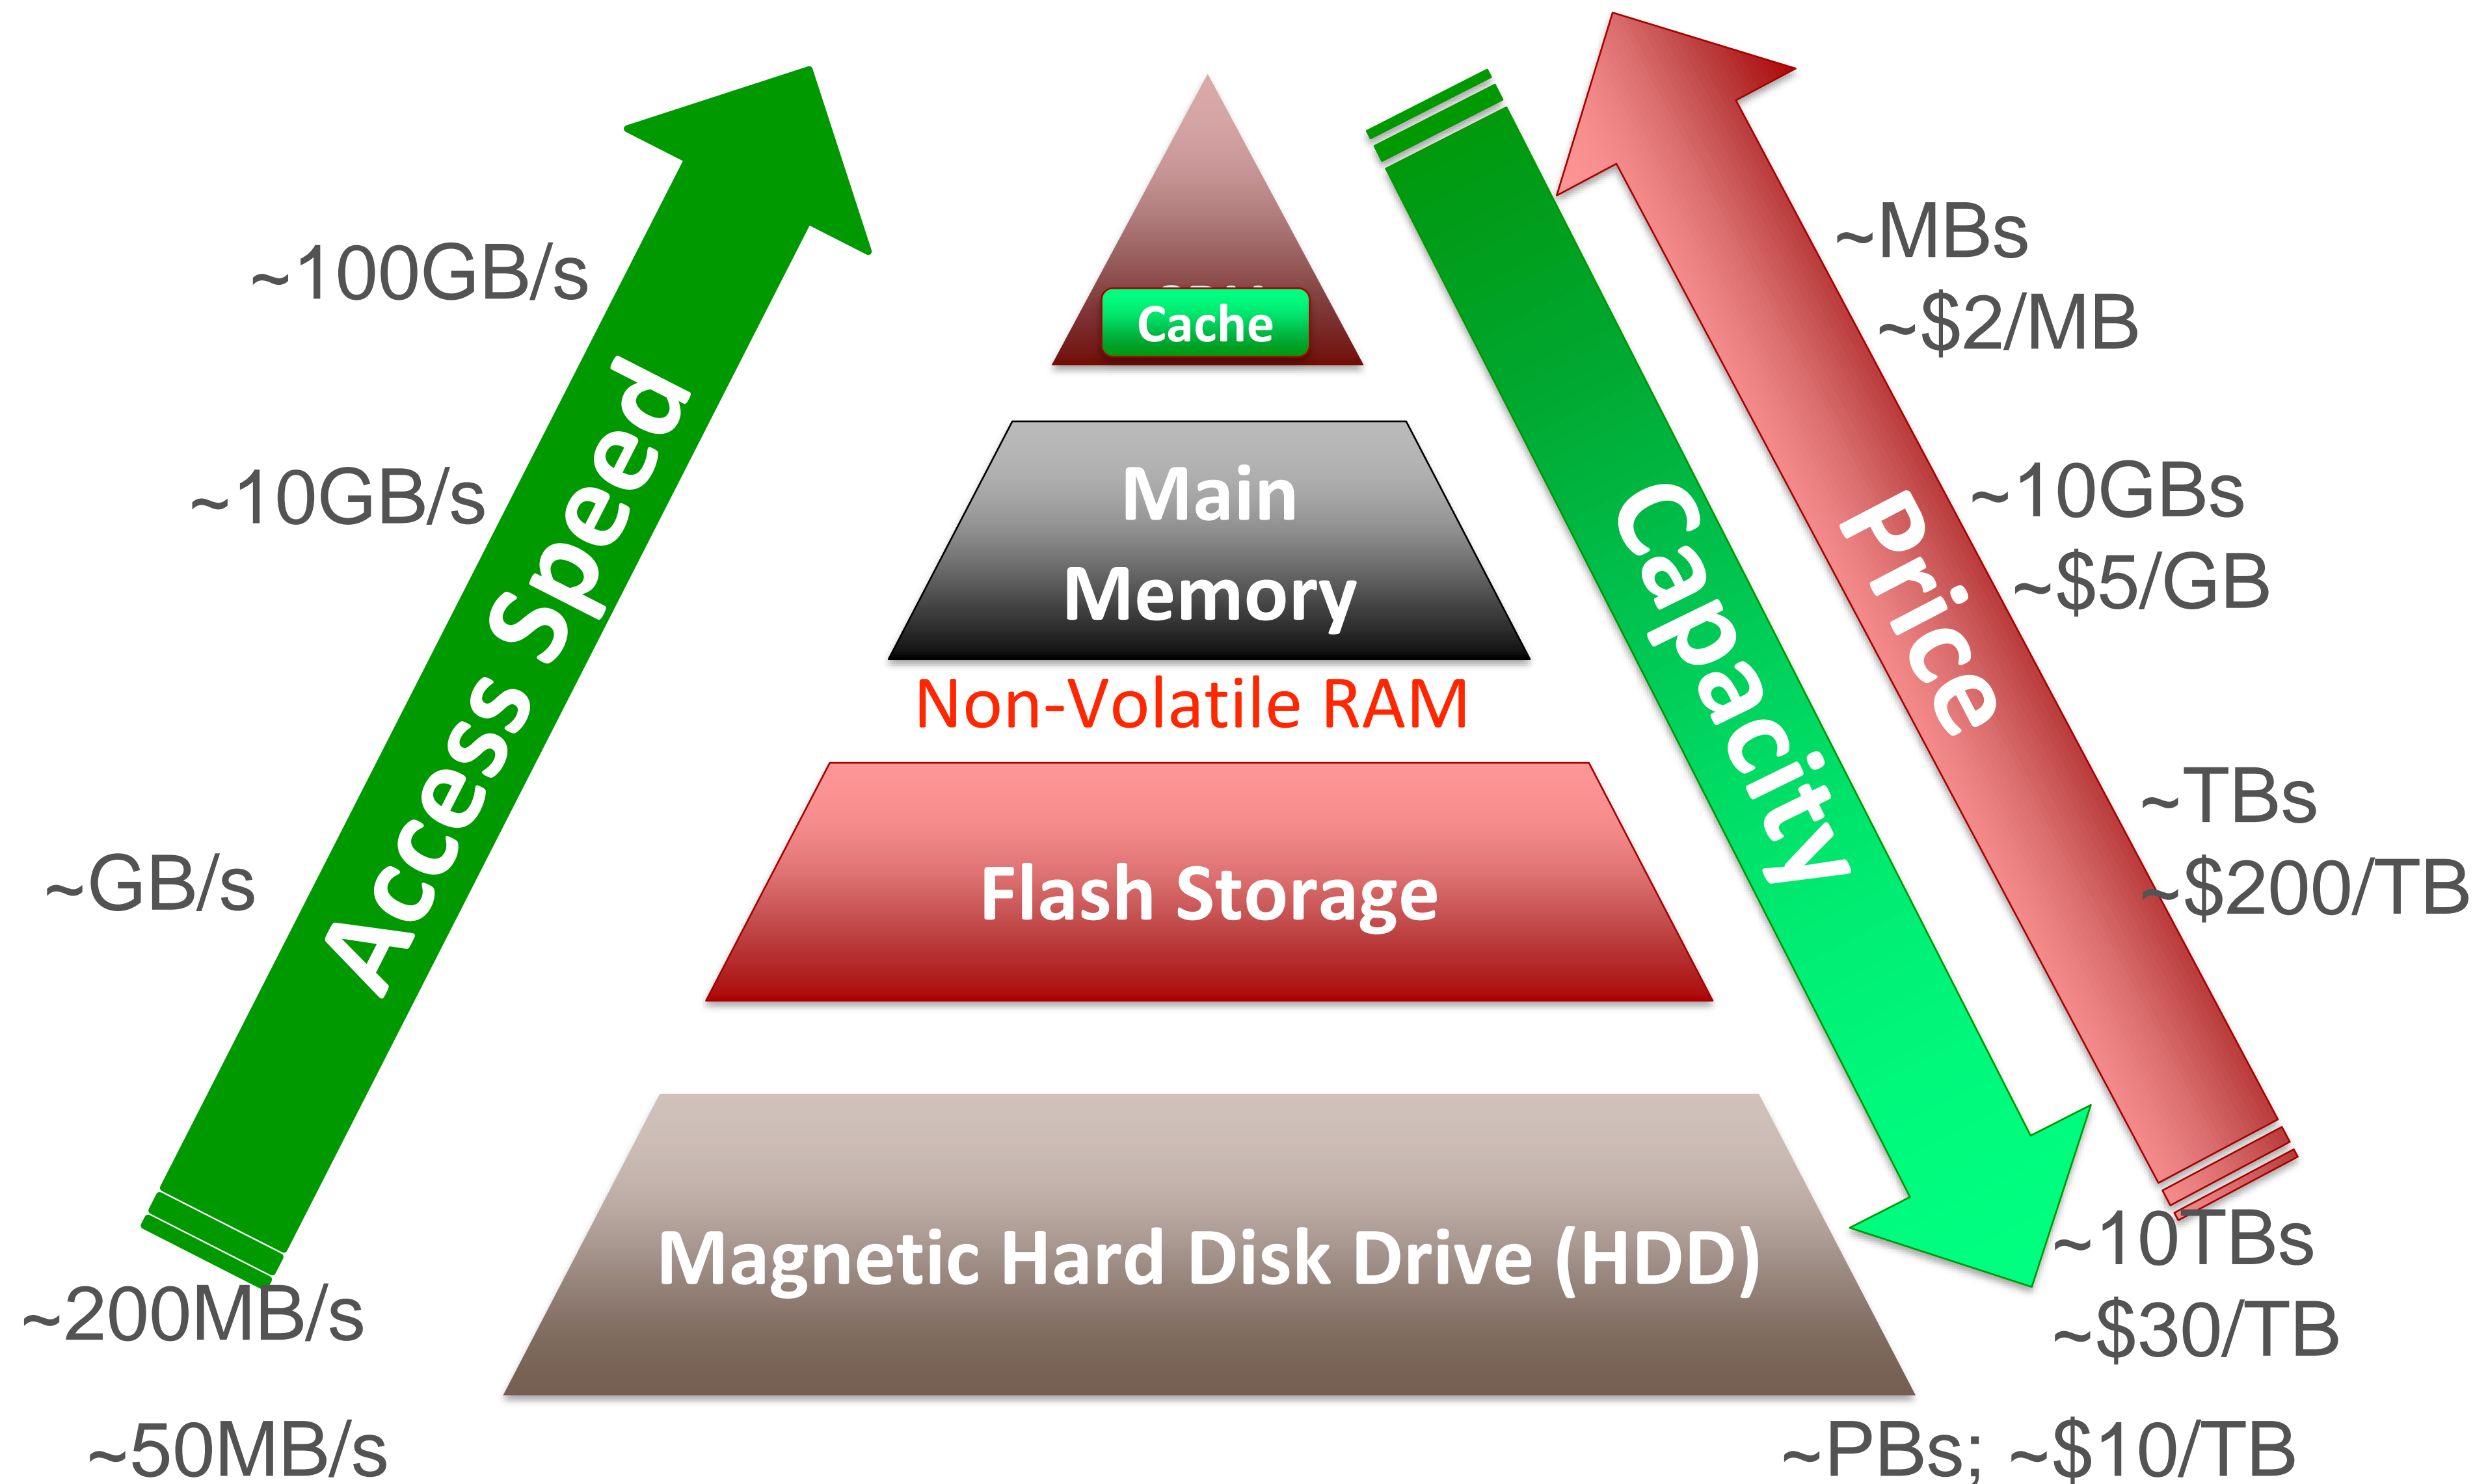 ~100GB/s
~10GB/s
~GB/s
~200MB/s
~50MB/s
Access Speed
Cache
Main
Memory
Non-Volatile RAM
Flash Storage
Magnetic Hard Disk Drive (HDD)
Capacity
Price
~MBs
~$2/MB
~10GBs
~$5/GB
~TBs
~$200/TB
~10TBs
~$30/TB
~PBs; ~$10/TB